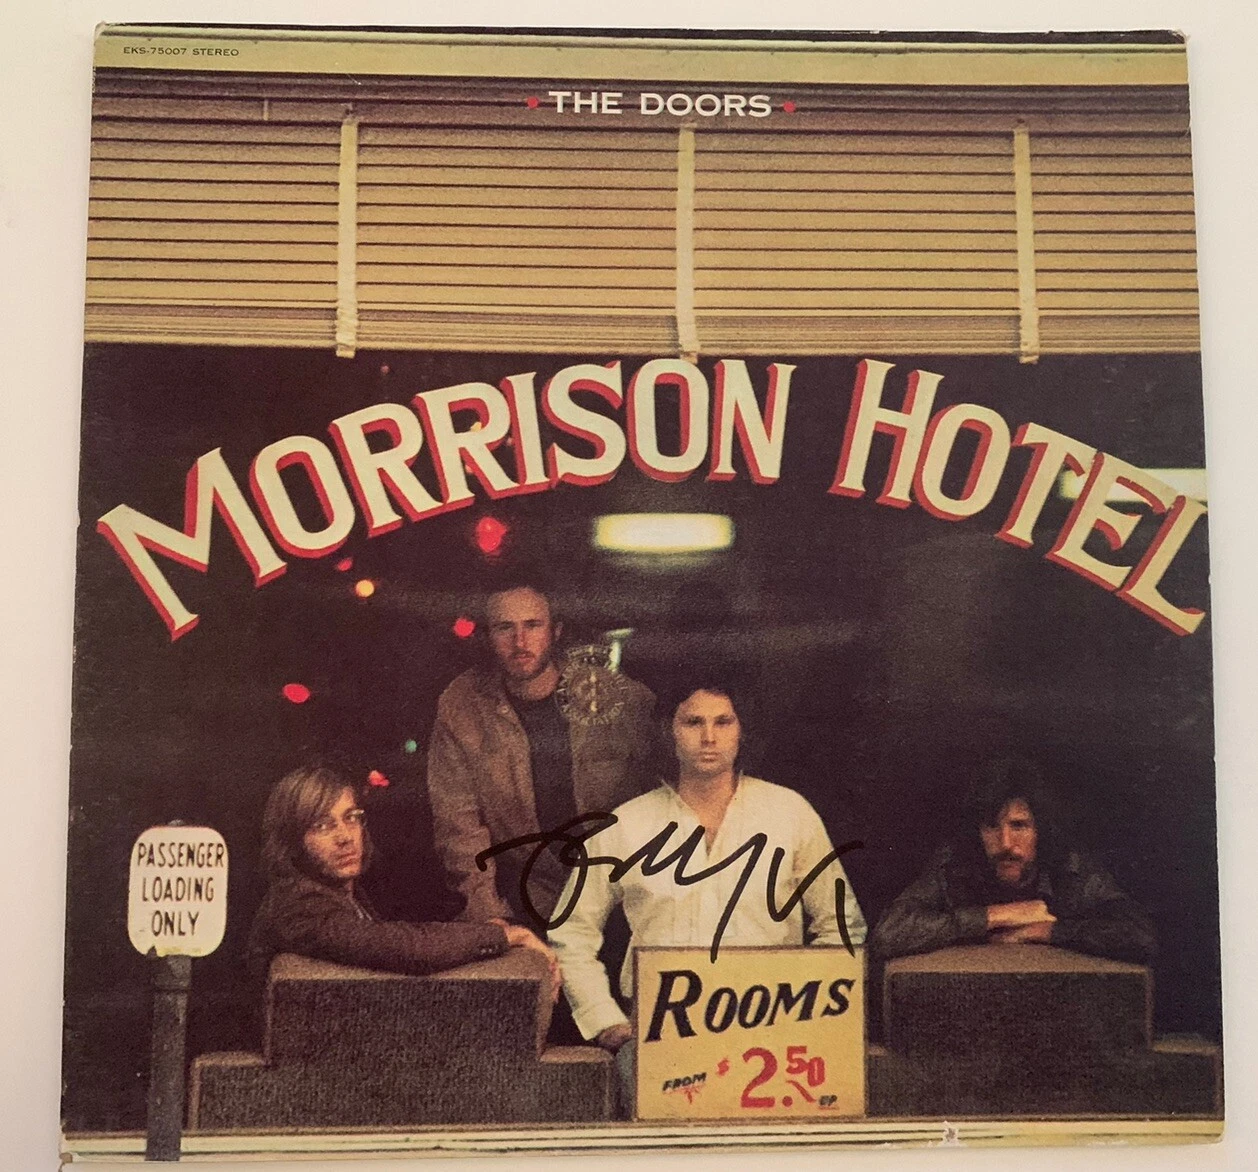 EKS-75007 STEREO
• THE DOORS •
MORRISON HOTEL
PASSENGER
LOADING
ONLY
ROOMS
FROM $2.50 UP